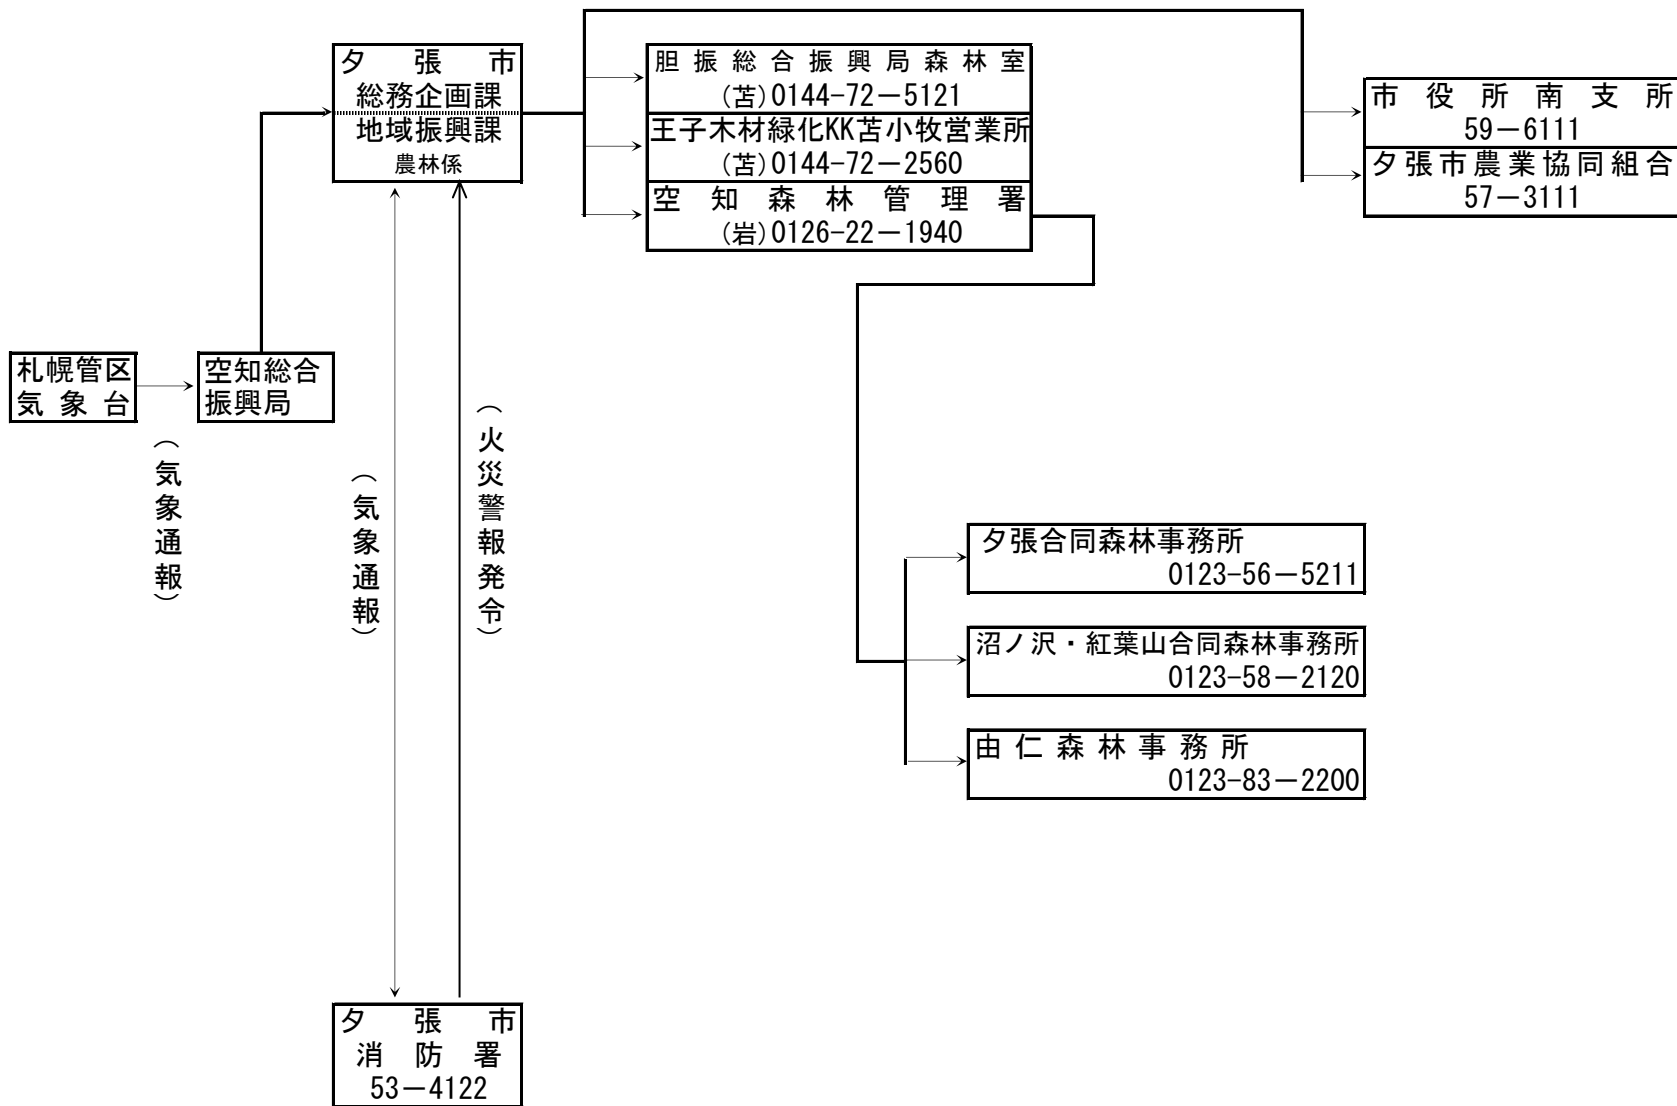 夕張市
総務企画課
地域振興課
農林係
胆振総合振興局森林室
(苫)0144-72－5121
王子木材緑化KK苫小牧営業所
(苫)0144-72－2560
空知森林管理署
(岩)0126-22－1940
市役所南支所
59－6111
夕張市農業協同組合
57－3111
札幌管区
気象台
空知総合
振興局
(気象通報)
(気象通報)
(火災警報発令)
夕張合同森林事務所
0123-56－5211
沼ノ沢・紅葉山合同森林事務所
0123-58－2120
由仁森林事務所
0123-83－2200
夕張市
消防署
53－4122